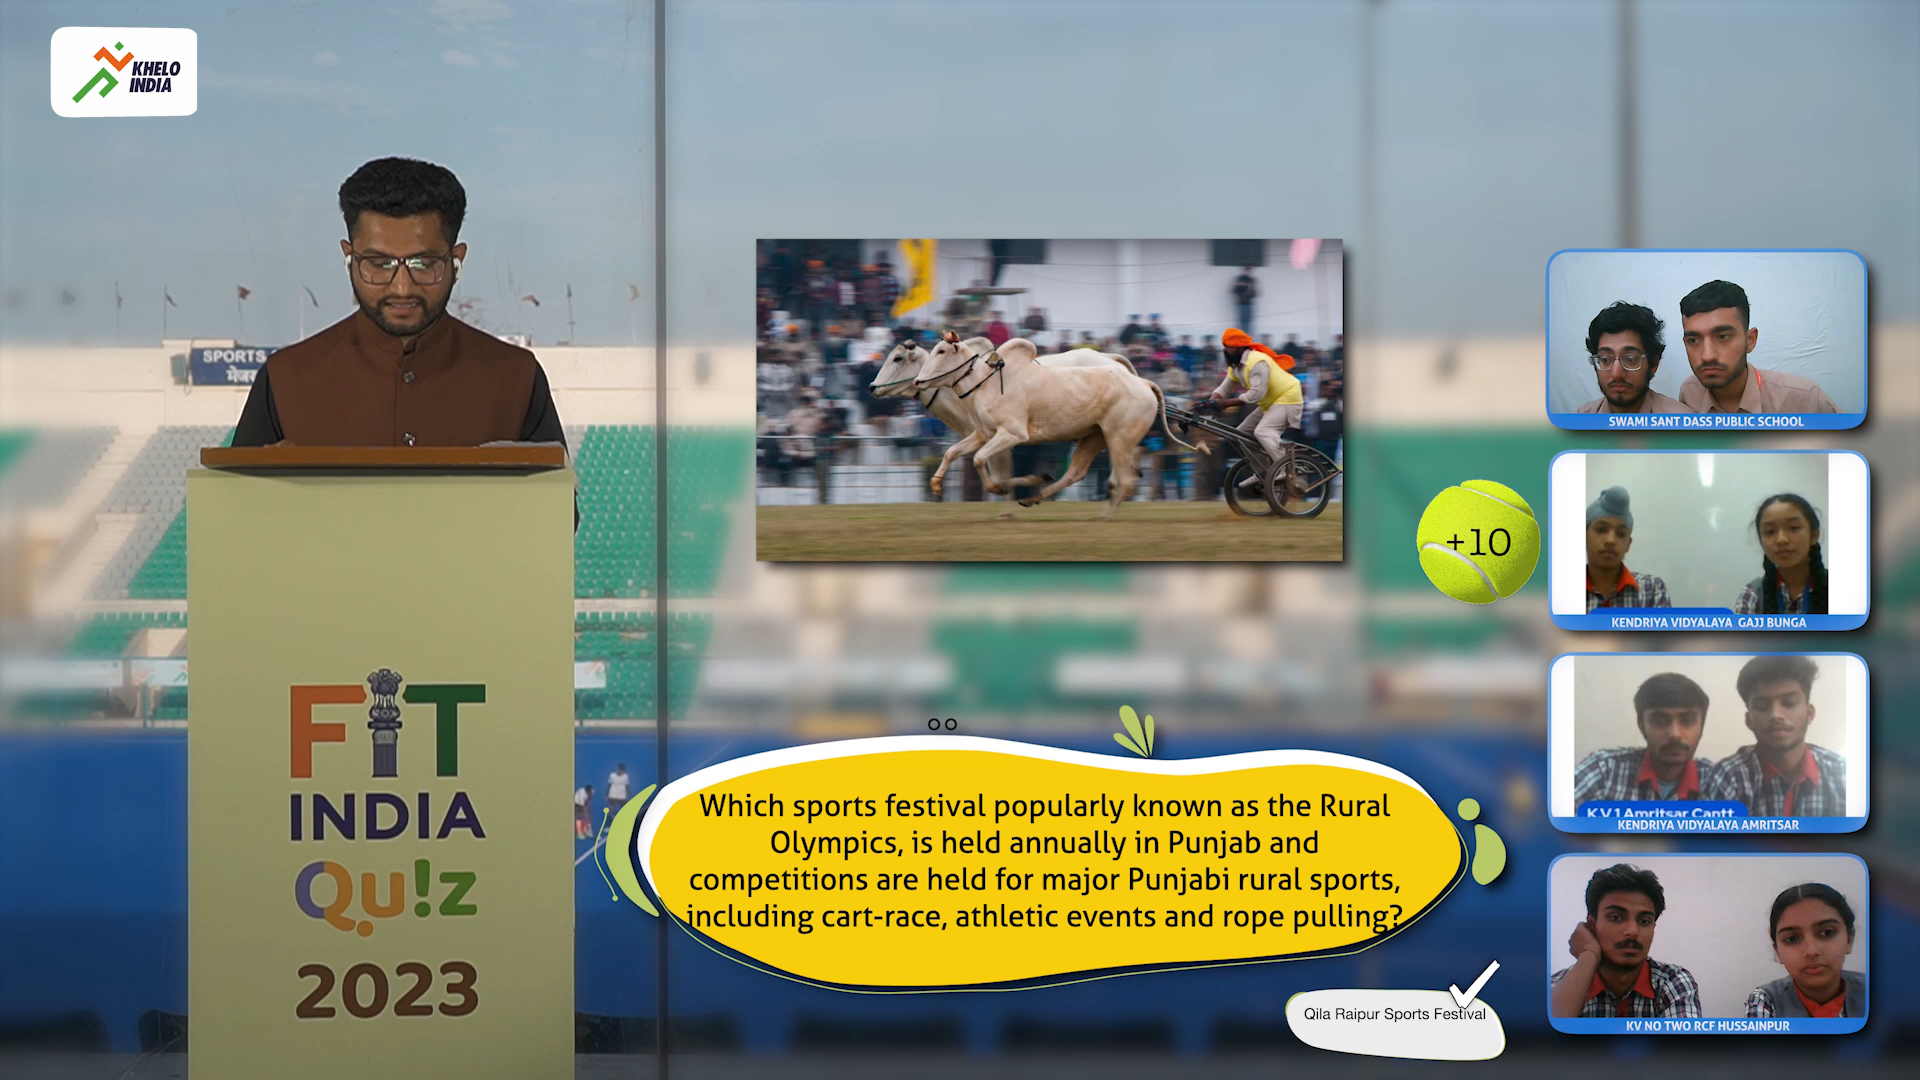 KHELO
INDIA
SPORTS
मेजर
FIT
INDIA
Qu!z
2023
+10
Which sports festival popularly known as the Rural
Olympics, is held annually in Punjab and
competitions are held for major Punjabi rural sports,
including cart-race, athletic events and rope pulling?
Qila Raipur Sports Festival
SWAMI SANT DASS PUBLIC SCHOOL
KENDRIYA VIDYALAYA GAJJ BUNGA
K V 1 Amritsar Cantt
KENDRIYA VIDYALAYA AMRITSAR
KV NO TWO RCF HUSSAINPUR